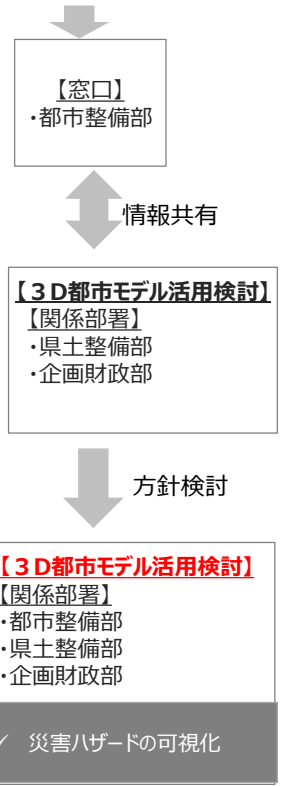 【窓口】
・都市整備部
情報共有
【３D都市モデル活用検討】
【関係部署】
・県土整備部
・企画財政部
方針検討
【３D都市モデル活用検討】
【関係部署】
・都市整備部
・県土整備部
・企画財政部
✓ 災害ハザードの可視化